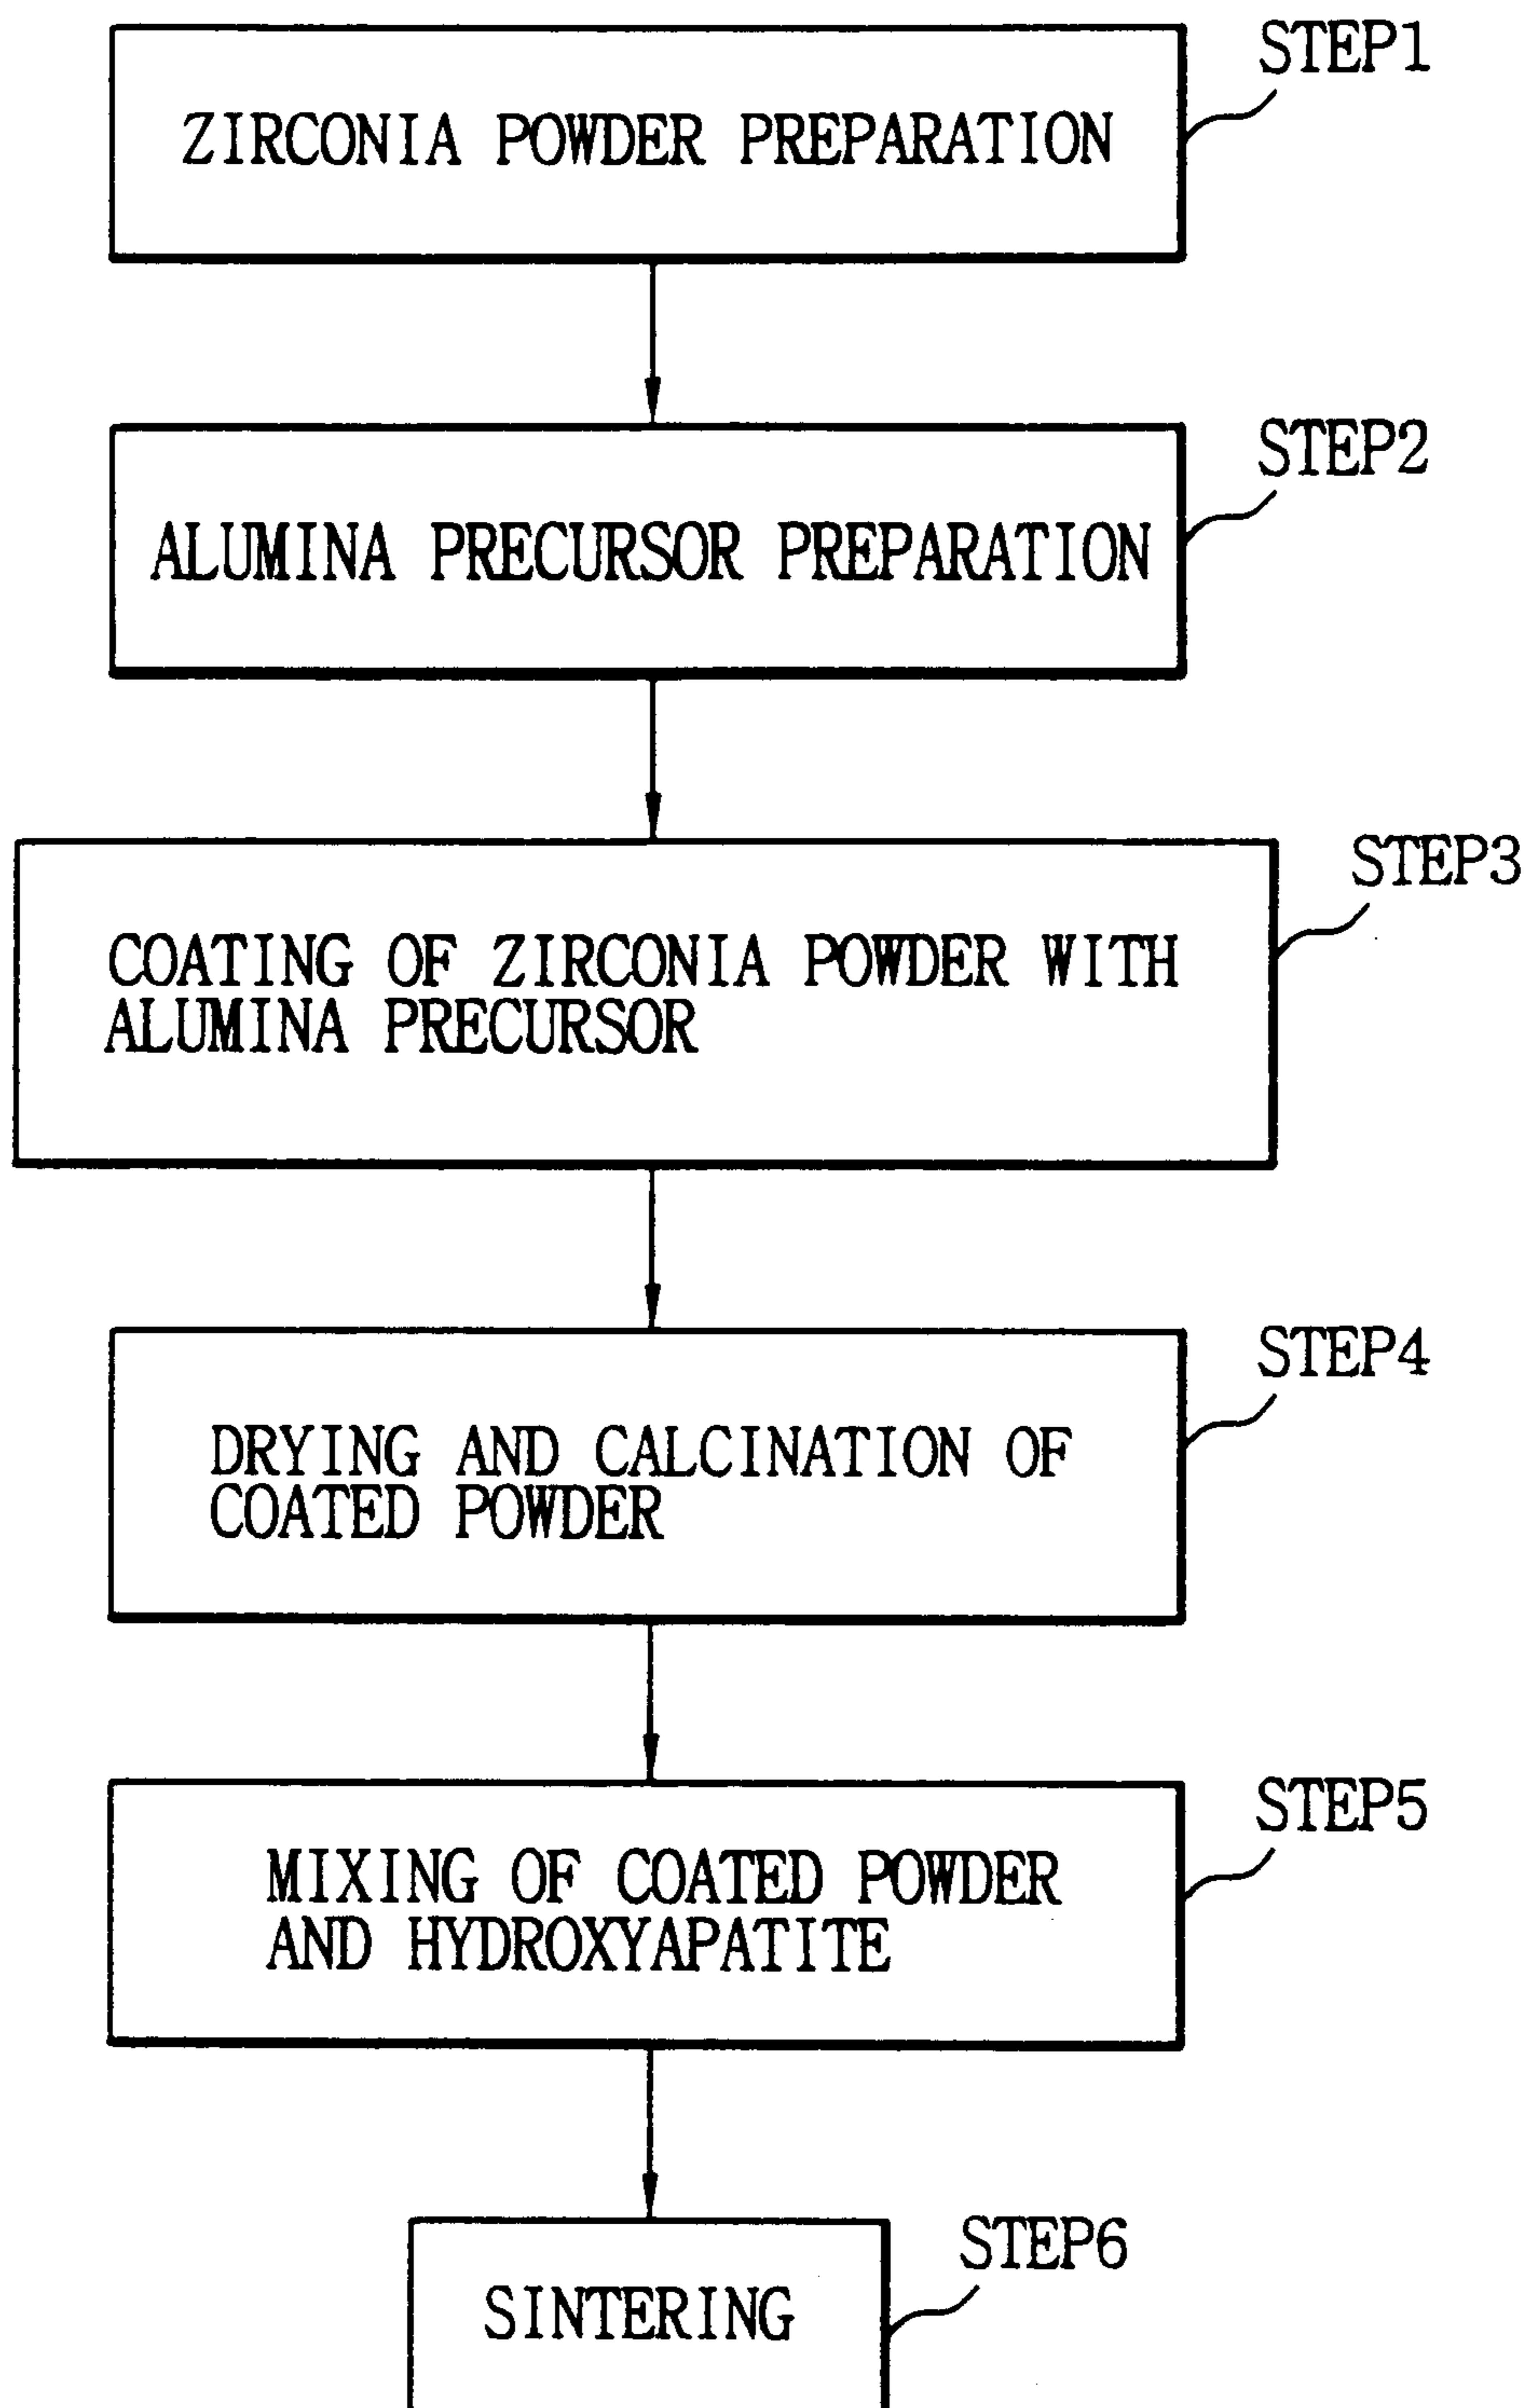 STEP1
ZIRCONIA POWDER PREPARATION
STEP2
ALUMINA PRECURSOR PREPARATION
STEP3
COATING OF ZIRCONIA POWDER WITH
ALUMINA PRECURSOR
STEP4
DRYING AND CALCINATION OF
COATED POWDER
STEP5
MIXING OF COATED POWDER
AND HYDROXYAPATITE
STEP6
SINTERING